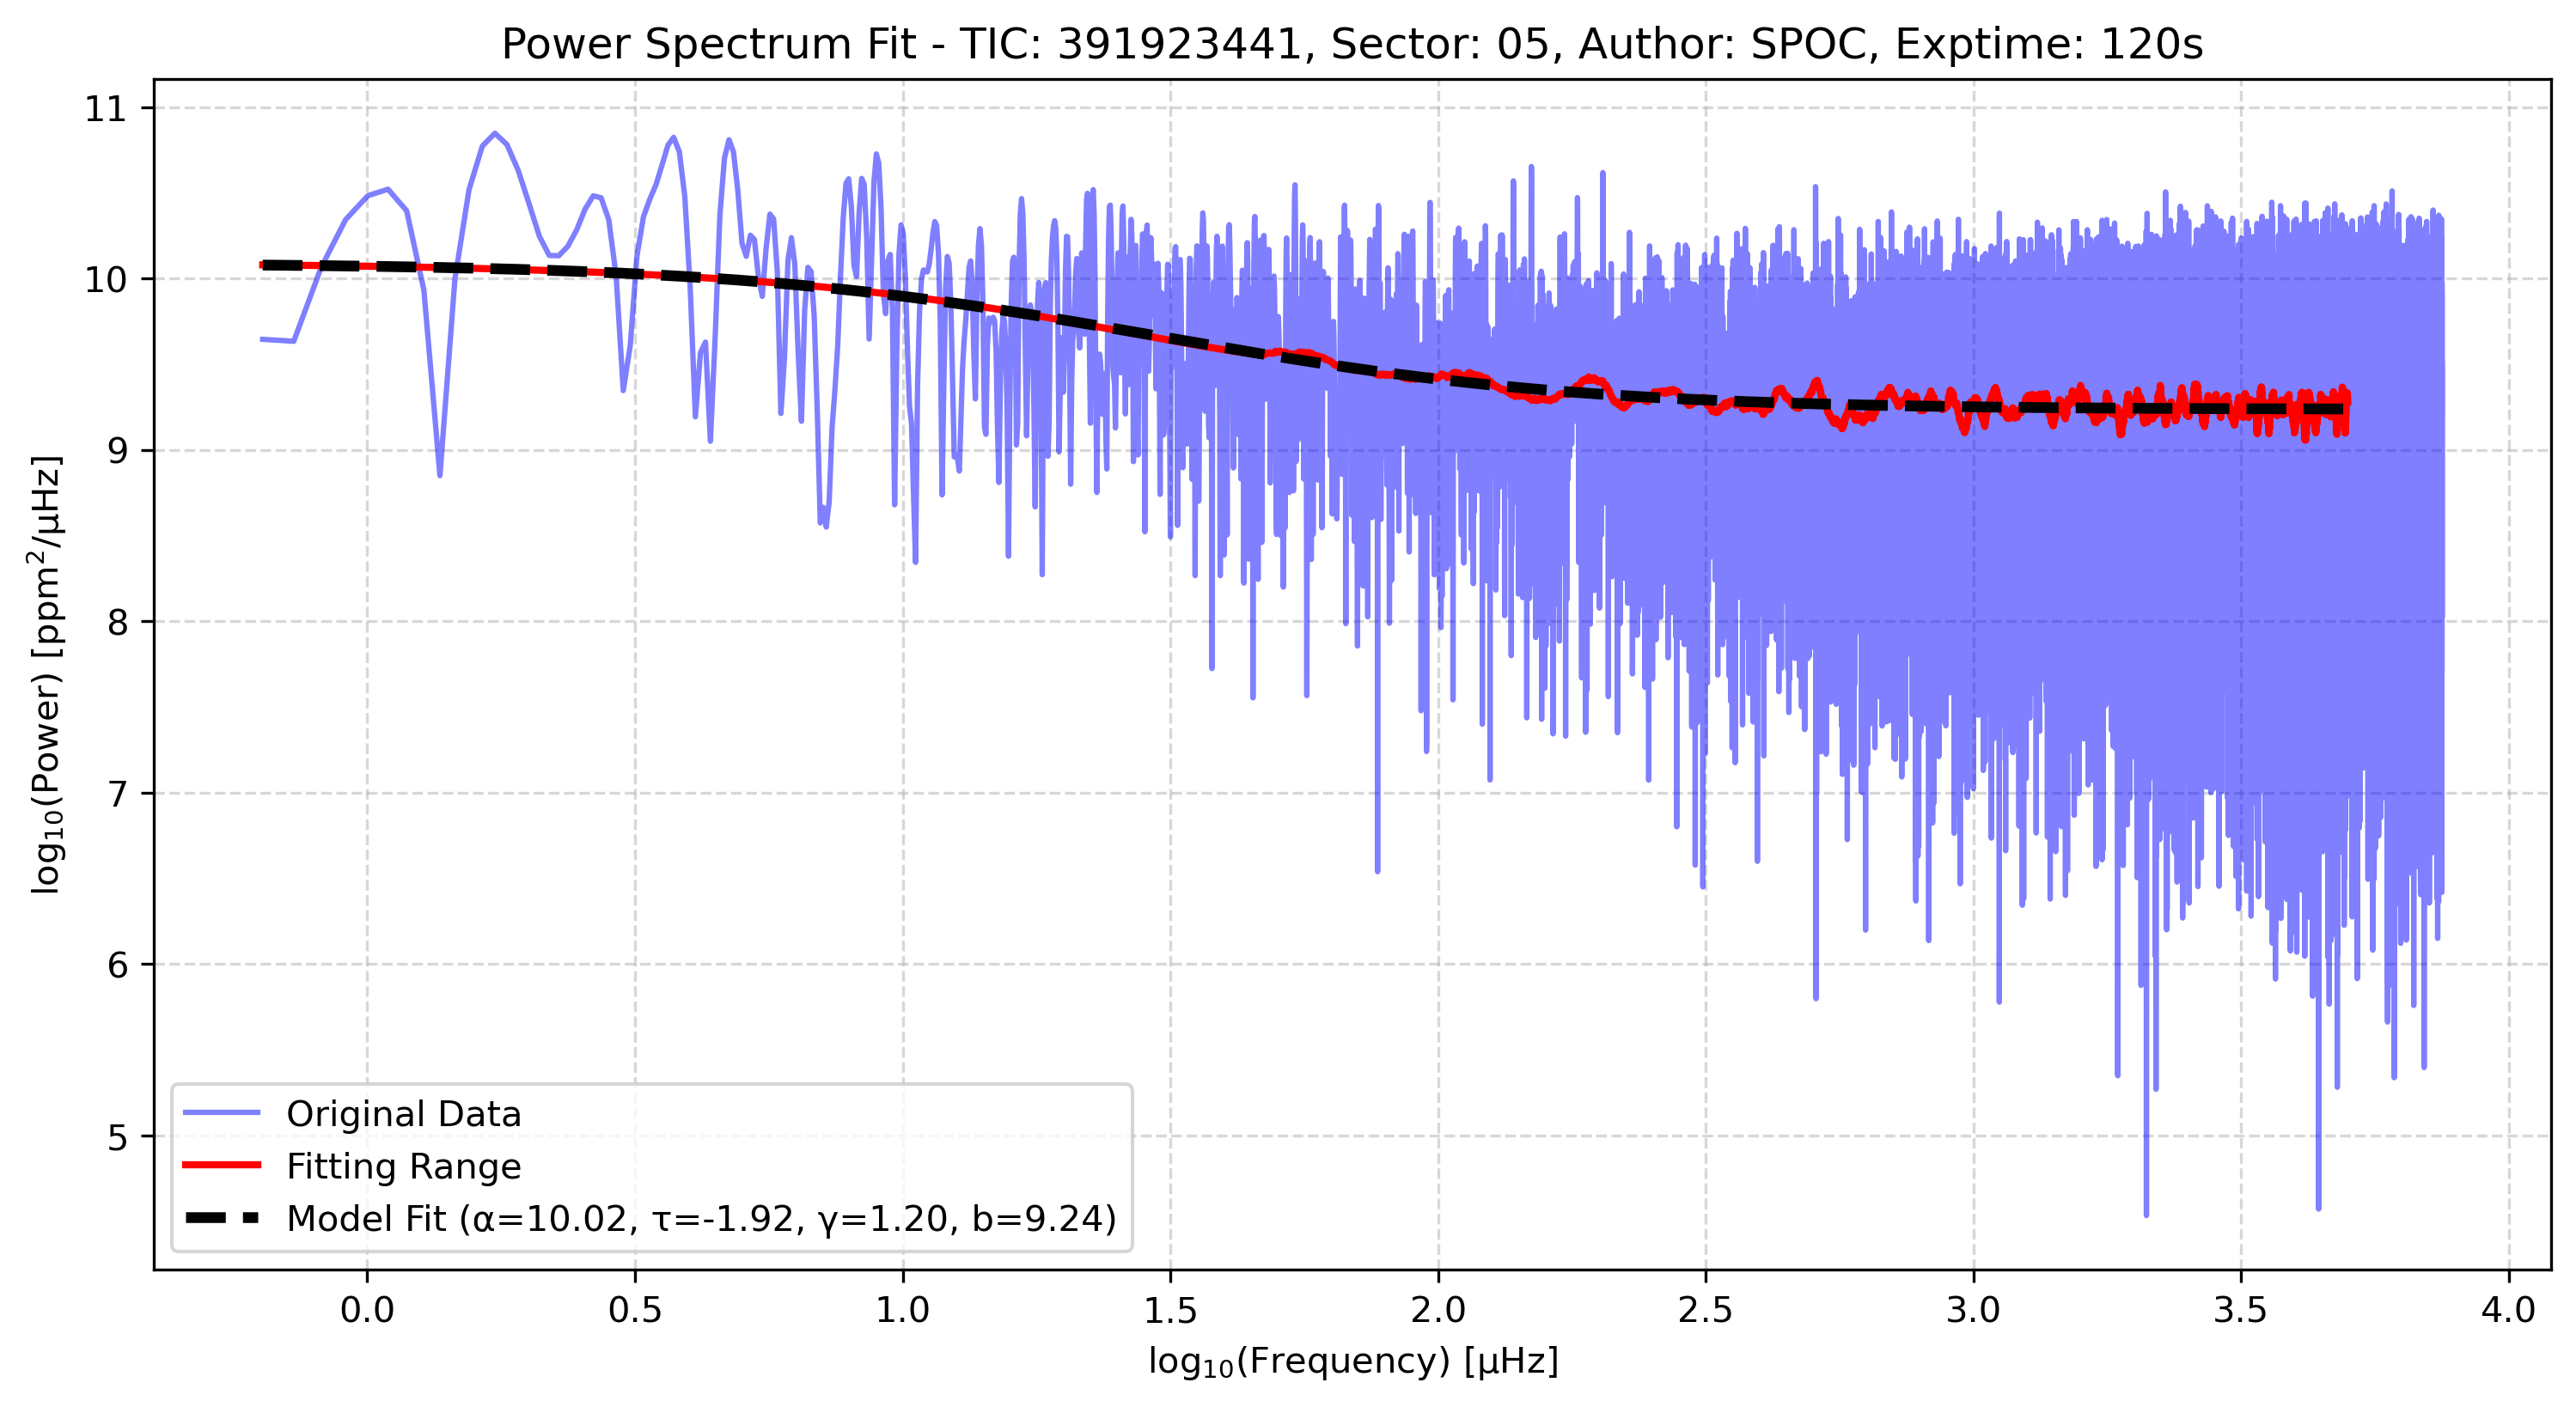 Power Spectrum Fit - TIC: 391923441, Sector: 05, Author: SPOC, Exptime: 120s
log₁₀(Power) [ppm²/μHz]
11
10
9
8
7
6
5
Original Data
Fitting Range
Model Fit (α=10.02, τ=-1.92, γ=1.20, b=9.24)
0.0 0.5 1.0 1.5 2.0 2.5 3.0 3.5 4.0
log₁₀(Frequency) [μHz]